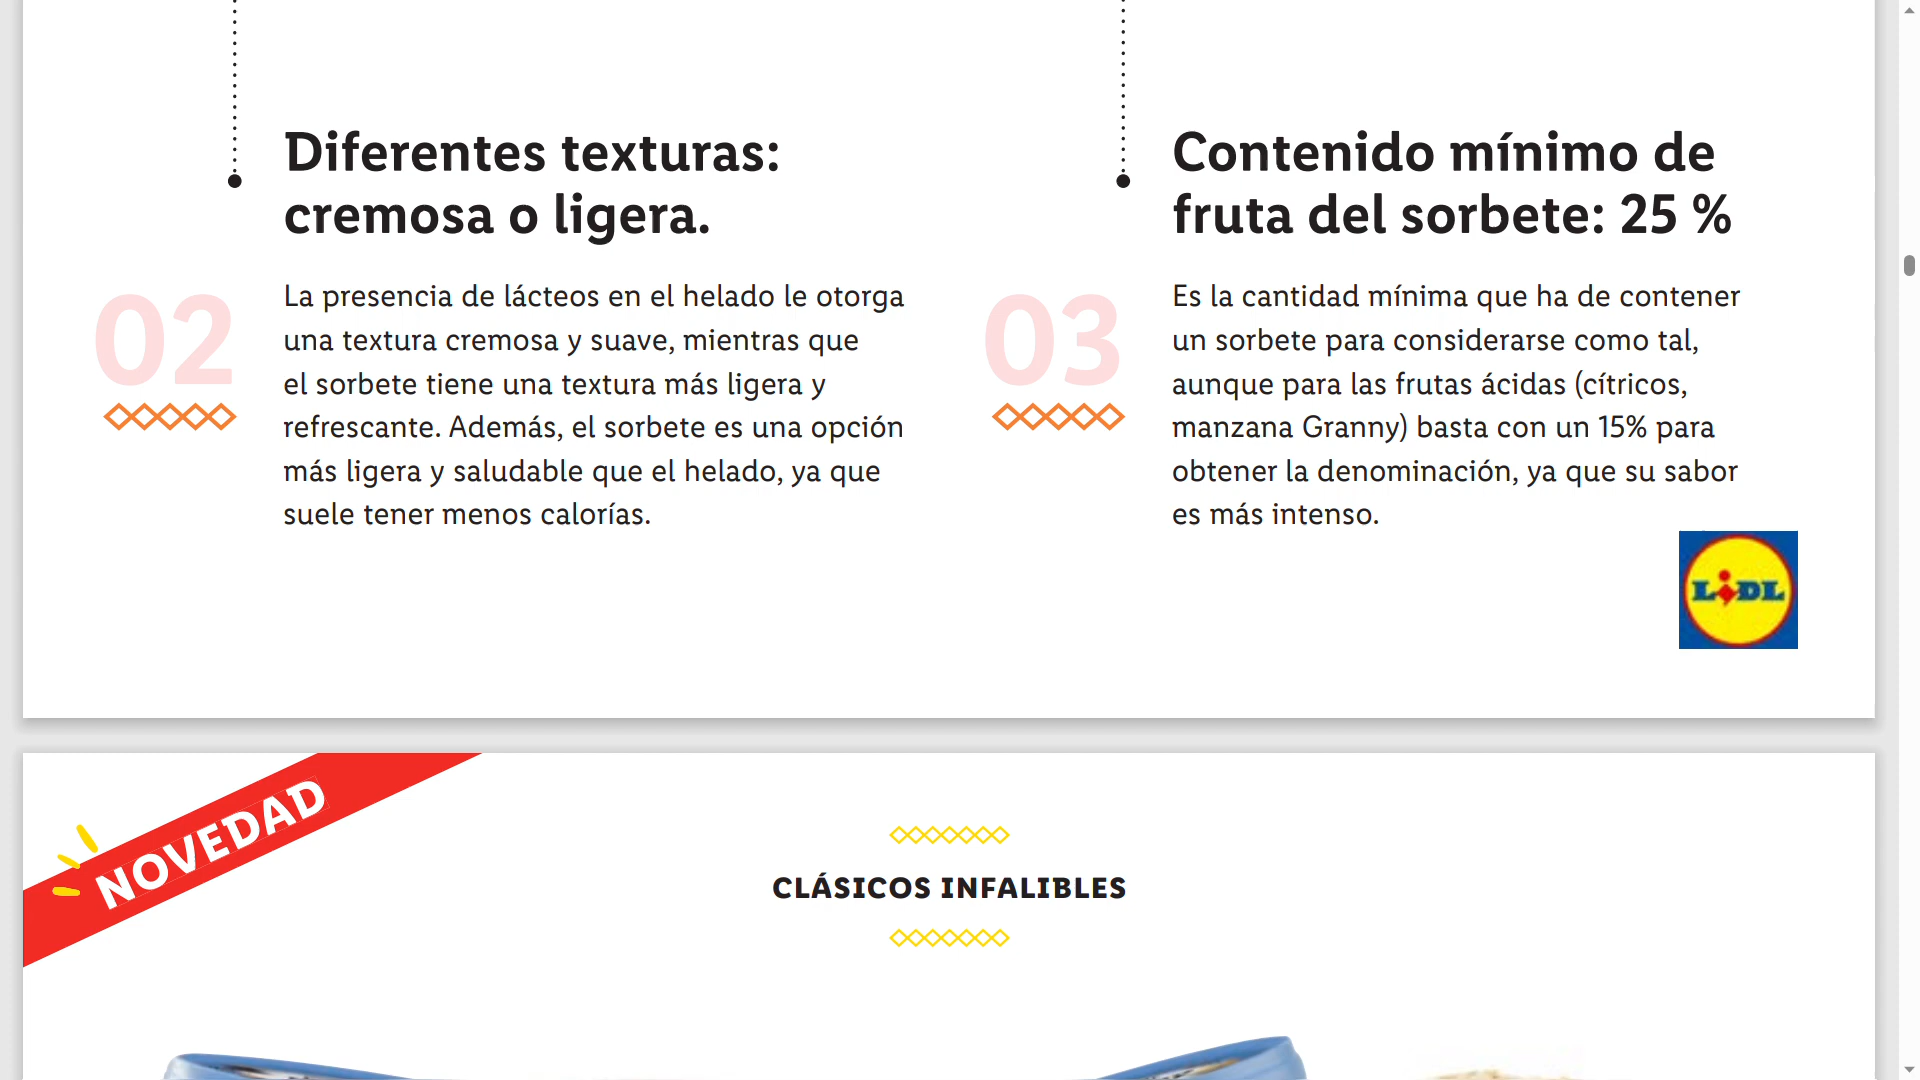 Diferentes texturas:
cremosa o ligera.
02
La presencia de lácteos en el helado le otorga
una textura cremosa y suave, mientras que
el sorbete tiene una textura más ligera y
refrescante. Además, el sorbete es una opción
más ligera y saludable que el helado, ya que
suele tener menos calorías.
Contenido mínimo de
fruta del sorbete: 25 %
03
Es la cantidad mínima que ha de contener
un sorbete para considerarse como tal,
aunque para las frutas ácidas (cítricos,
manzana Granny) basta con un 15% para
obtener la denominación, ya que su sabor
es más intenso.
LIDL
NOVEDAD
CLÁSICOS INFALIBLES